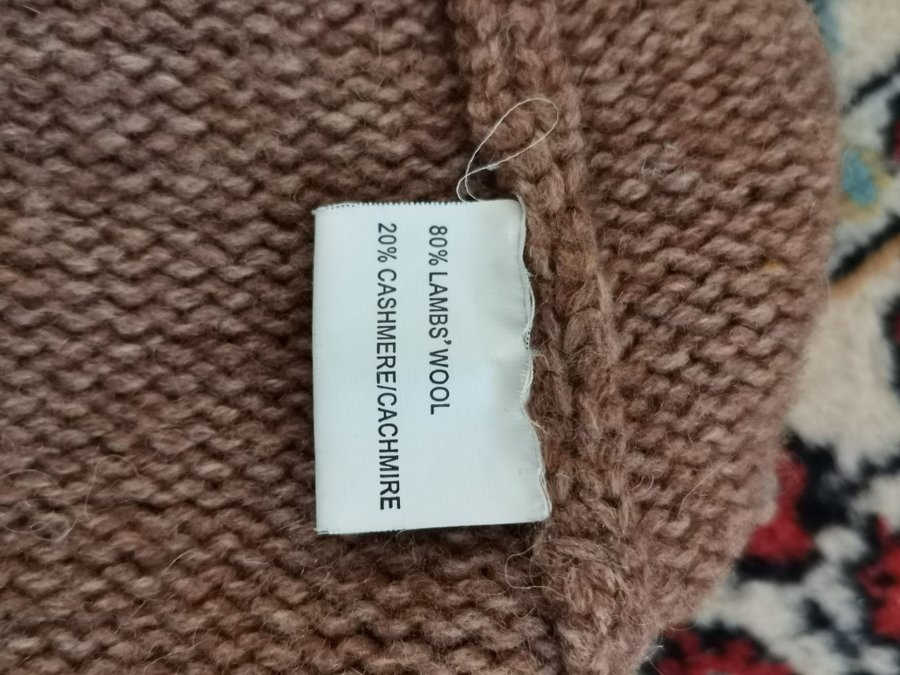 80% LAMBS' WOOL
20% CASHMERE/CACHMIRE